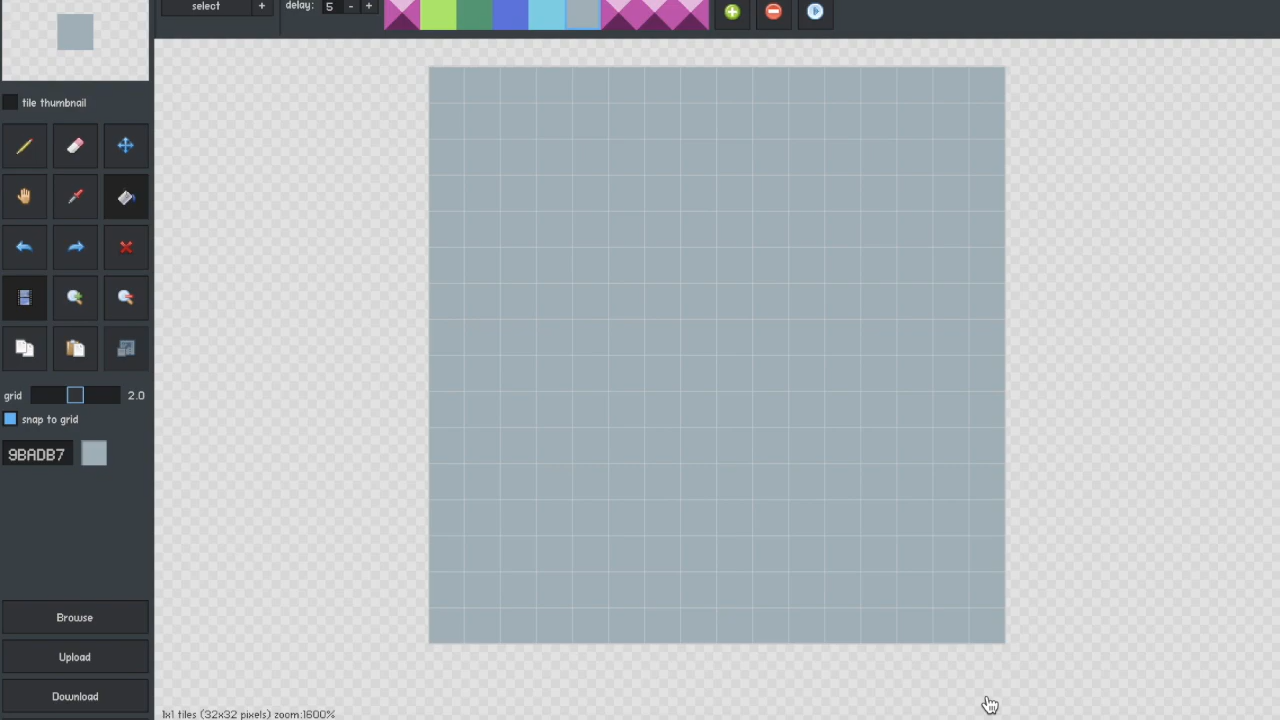 select +
delay: 5 - +
tile thumbnail
grid 2.0
snap to grid
9BADB7
Browse
Upload
Download
1x1 tiles (32x32 pixels) zoom:1600%